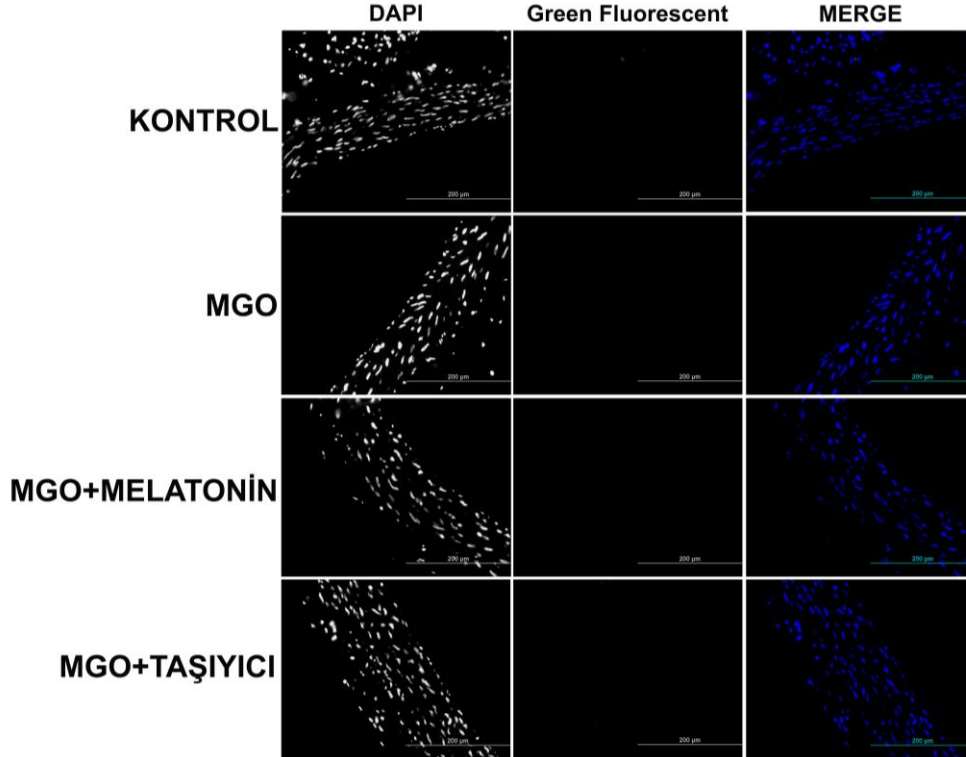 DAPI Green Fluorescent MERGE
KONTROL
200 µm 200 µm 200 µm
MGO
200 µm 200 µm 200 µm
MGO+MELATONİN
200 µm 200 µm 200 µm
MGO+TAŞIYICI
200 µm 200 µm 200 µm